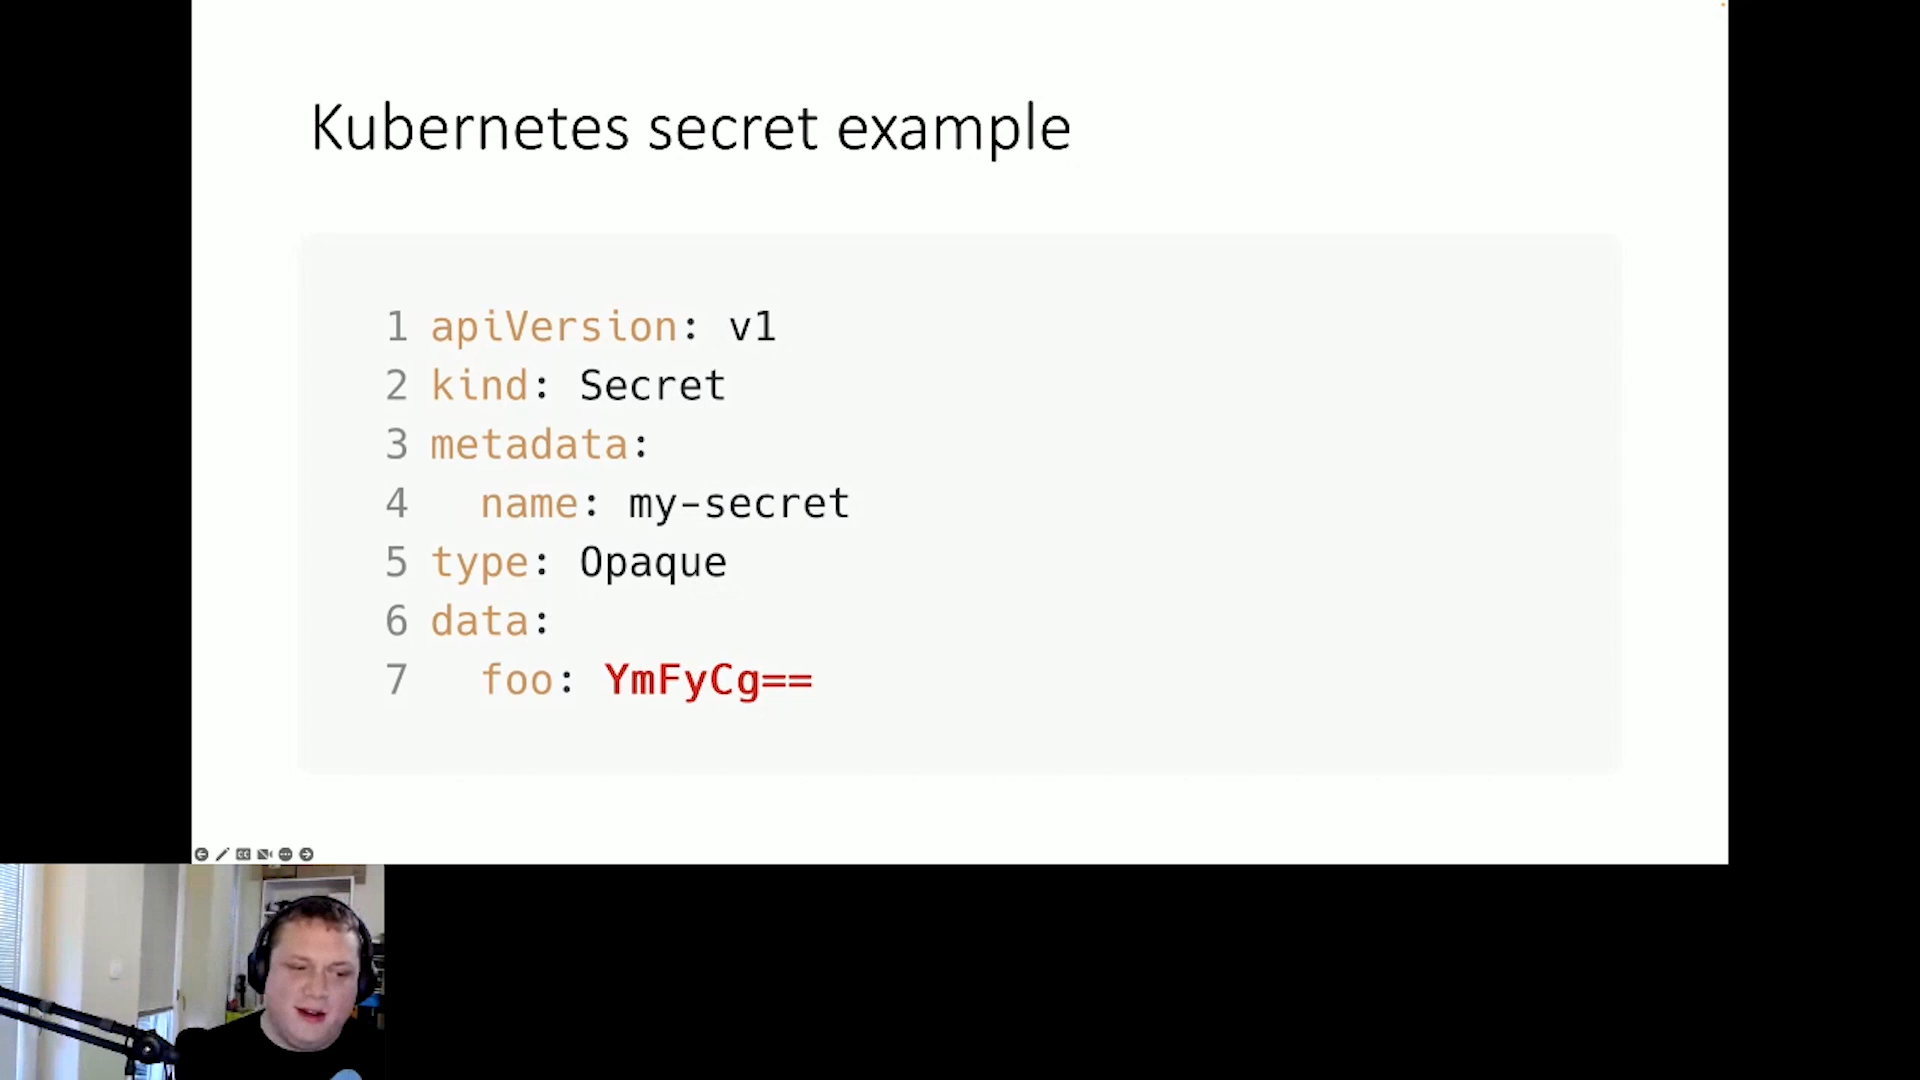 Kubernetes secret example
1 apiVersion: v1
2 kind: Secret
3 metadata:
4   name: my-secret
5 type: Opaque
6 data:
7   foo: YmFyCg==